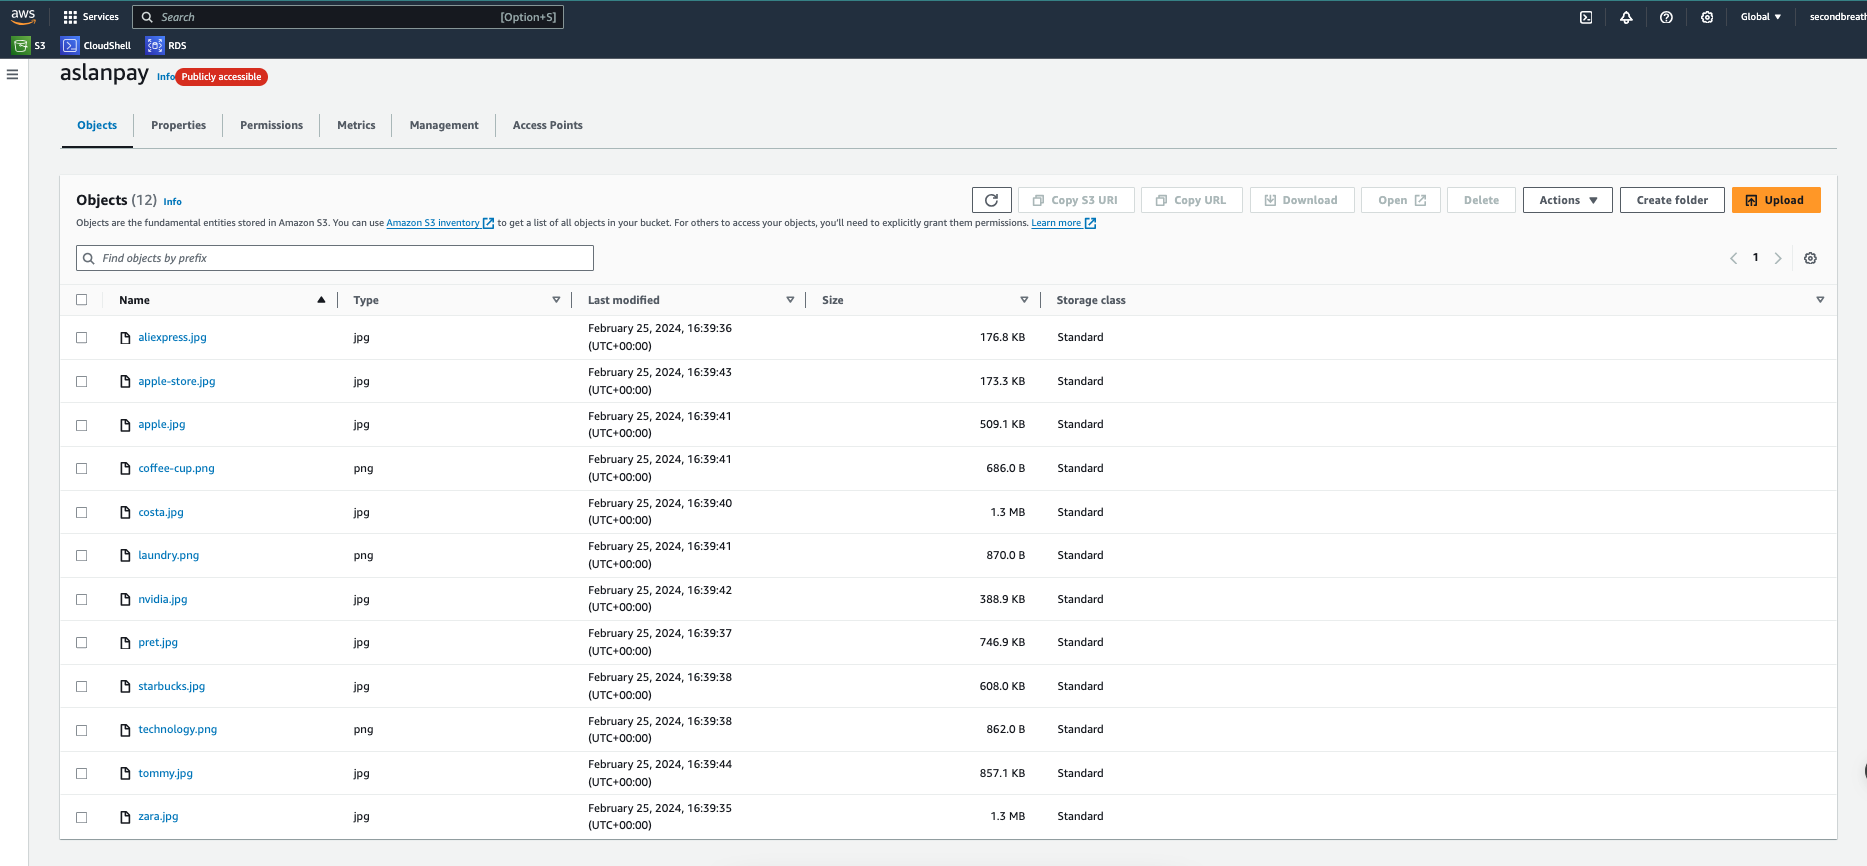 aws Services Search [Option+S] Global secondbreath
S3 CloudShell RDS
aslanpay Info Publicly accessible
Objects Properties Permissions Metrics Management Access Points
Objects (12) Info Copy S3 URI Copy URL Download Open Delete Actions Create folder Upload
Objects are the fundamental entities stored in Amazon S3. You can use Amazon S3 inventory to get a list of all objects in your bucket. For others to access your objects, you'll need to explicitly grant them permissions. Learn more
Find objects by prefix 1
Name Type Last modified Size Storage class
aliexpress.jpg jpg February 25, 2024, 16:39:36 (UTC+00:00) 176.8 KB Standard
apple-store.jpg jpg February 25, 2024, 16:39:43 (UTC+00:00) 173.3 KB Standard
apple.jpg jpg February 25, 2024, 16:39:41 (UTC+00:00) 509.1 KB Standard
coffee-cup.png png February 25, 2024, 16:39:41 (UTC+00:00) 686.0 B Standard
costa.jpg jpg February 25, 2024, 16:39:40 (UTC+00:00) 1.3 MB Standard
laundry.png png February 25, 2024, 16:39:41 (UTC+00:00) 870.0 B Standard
nvidia.jpg jpg February 25, 2024, 16:39:42 (UTC+00:00) 388.9 KB Standard
pret.jpg jpg February 25, 2024, 16:39:37 (UTC+00:00) 746.9 KB Standard
starbucks.jpg jpg February 25, 2024, 16:39:38 (UTC+00:00) 608.0 KB Standard
technology.png png February 25, 2024, 16:39:38 (UTC+00:00) 862.0 B Standard
tommy.jpg jpg February 25, 2024, 16:39:44 (UTC+00:00) 857.1 KB Standard
zara.jpg jpg February 25, 2024, 16:39:35 (UTC+00:00) 1.3 MB Standard